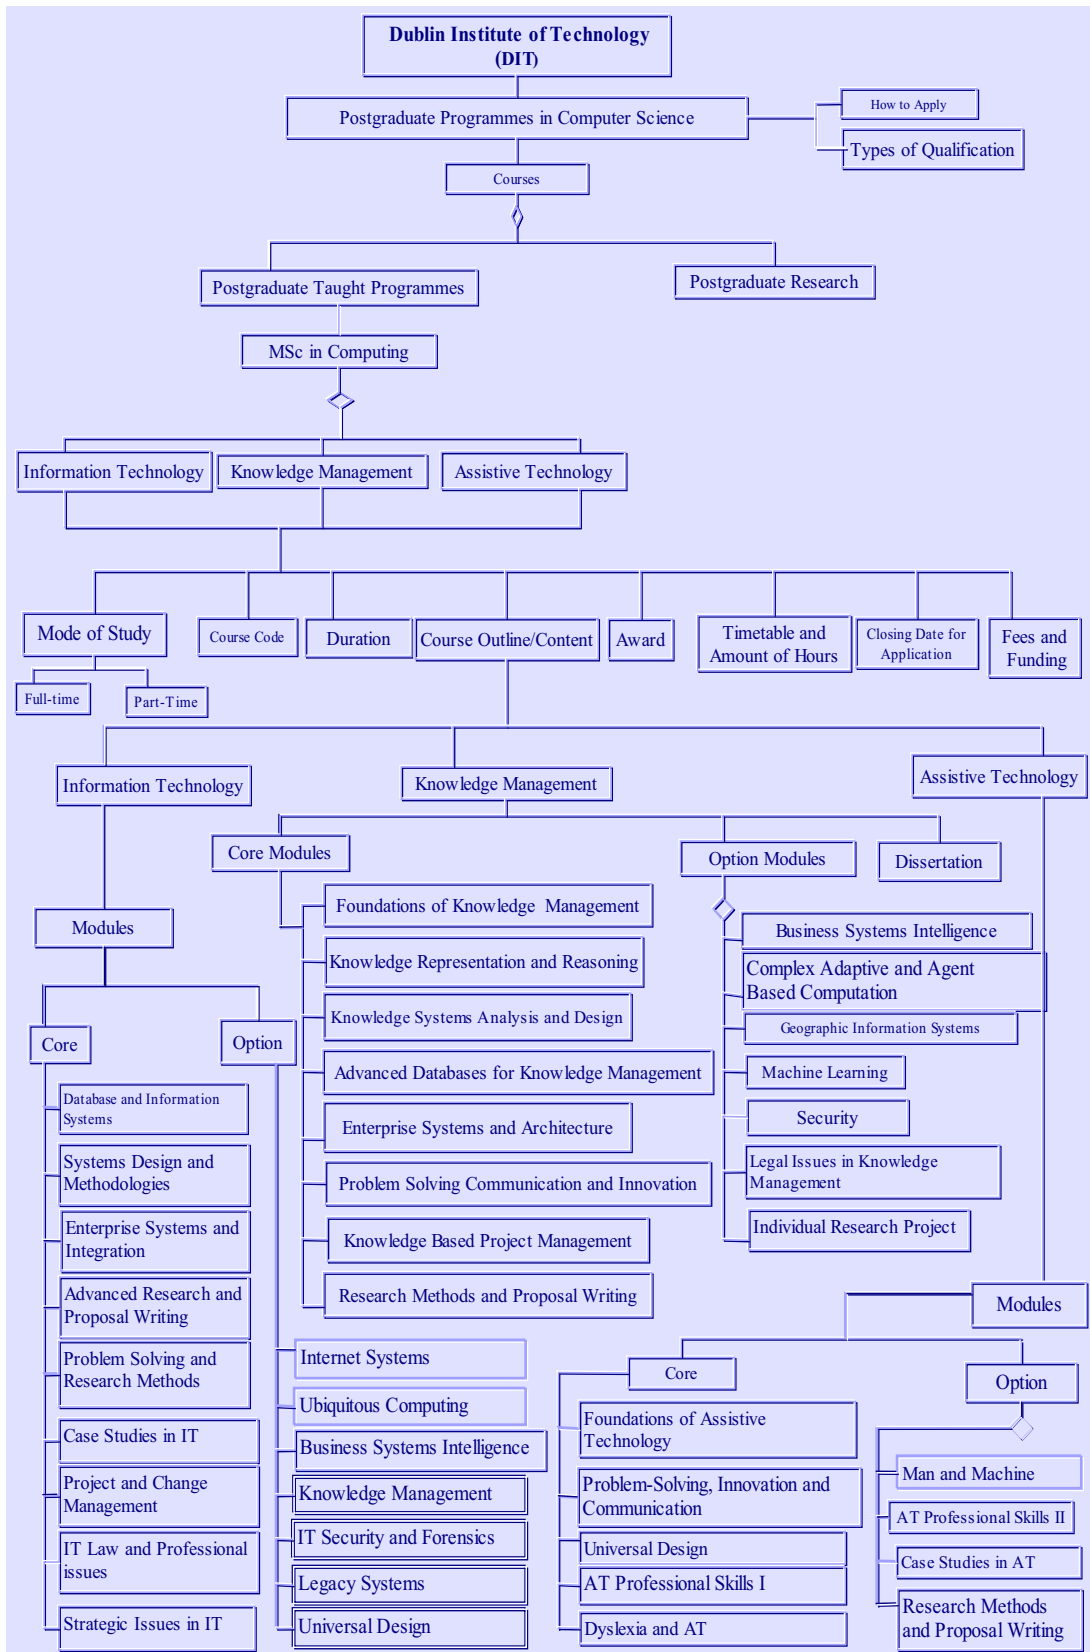 Dublin Institute of Technology
(DIT)
Postgraduate Programmes in Computer Science
How to Apply
Types of Qualification
Courses
Postgraduate Taught Programmes
Postgraduate Research
MSc in Computing
Information Technology
Knowledge Management
Assistive Technology
Mode of Study
Course Code
Duration
Course Outline/Content
Award
Timetable and
Amount of Hours
Closing Date for
Application
Fees and
Funding
Full-time
Part-Time
Information Technology
Knowledge Management
Assistive Technology
Core Modules
Option Modules
Dissertation
Modules
Core
Option
Foundations of Knowledge Management
Knowledge Representation and Reasoning
Knowledge Systems Analysis and Design
Advanced Databases for Knowledge Management
Enterprise Systems and Architecture
Problem Solving Communication and Innovation
Knowledge Based Project Management
Research Methods and Proposal Writing
Business Systems Intelligence
Complex Adaptive and Agent
Based Computation
Geographic Information Systems
Machine Learning
Security
Legal Issues in Knowledge
Management
Individual Research Project
Database and Information
Systems
Systems Design and
Methodologies
Enterprise Systems and
Integration
Advanced Research and
Proposal Writing
Problem Solving and
Research Methods
Case Studies in IT
Project and Change
Management
IT Law and Professional
issues
Strategic Issues in IT
Internet Systems
Ubiquitous Computing
Business Systems Intelligence
Knowledge Management
IT Security and Forensics
Legacy Systems
Universal Design
Modules
Core
Option
Foundations of Assistive
Technology
Problem-Solving, Innovation and
Communication
Universal Design
AT Professional Skills I
Dyslexia and AT
Man and Machine
AT Professional Skills II
Case Studies in AT
Research Methods
and Proposal Writing